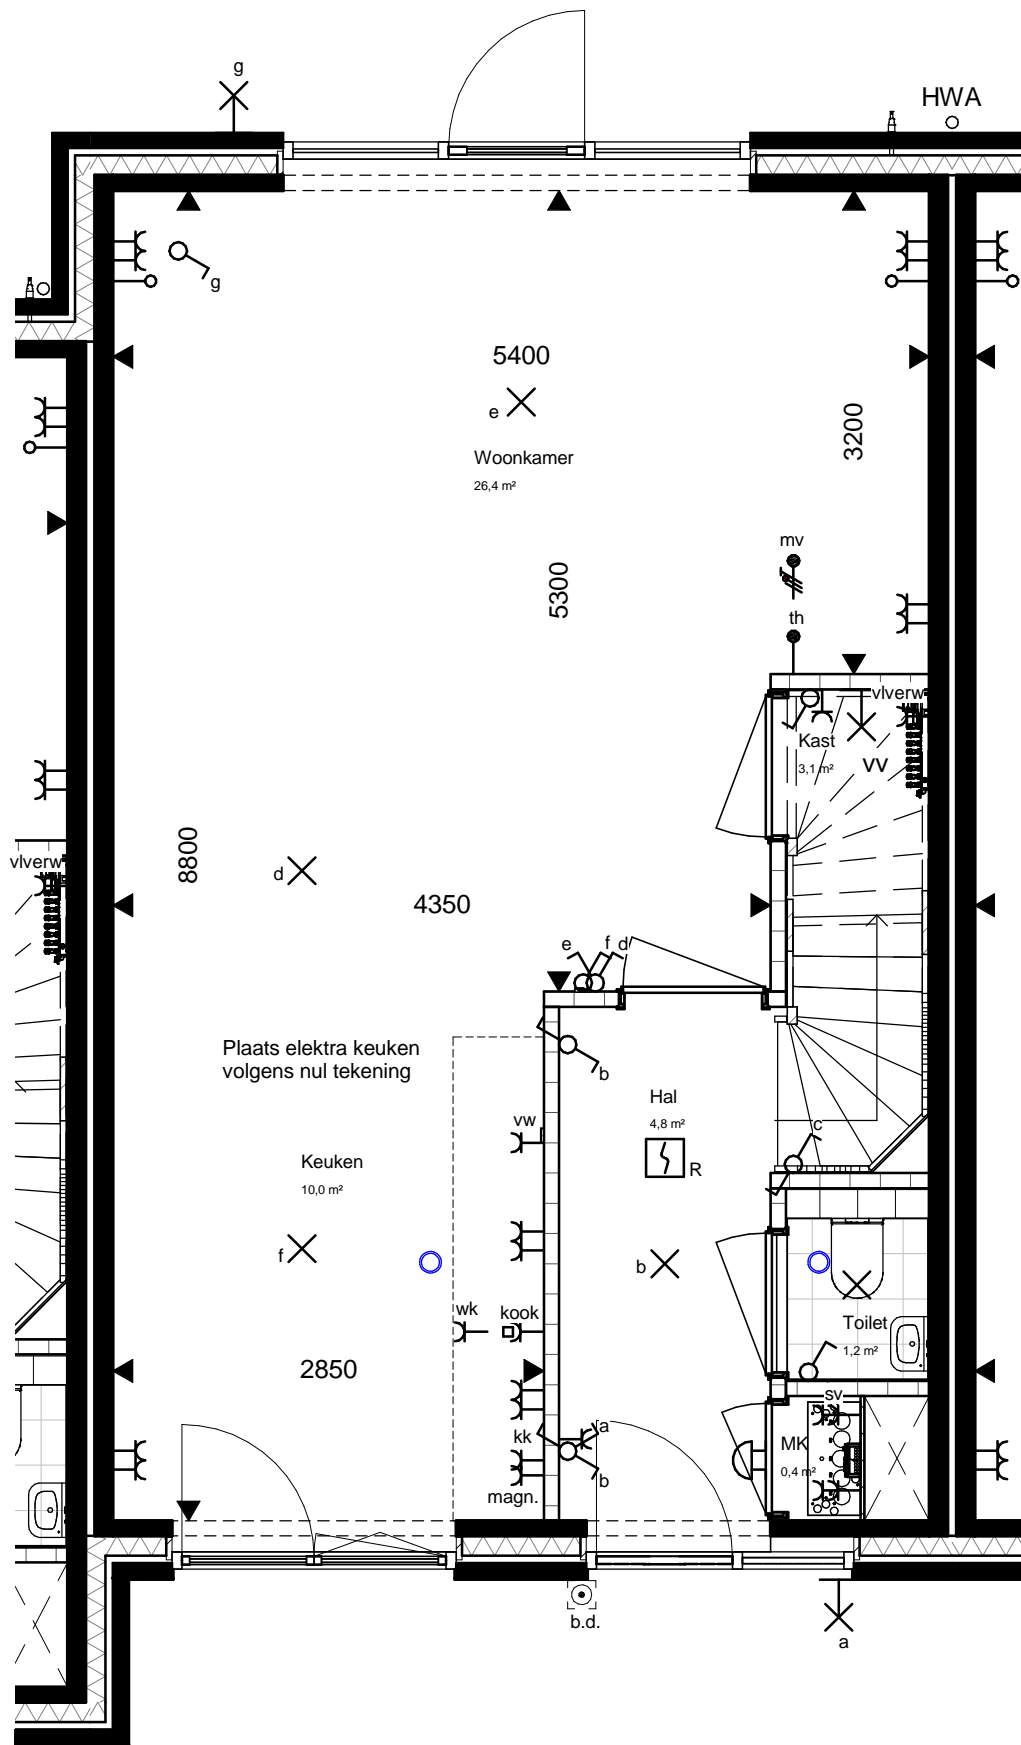 g
HWA
g
5400
e
3200
Woonkamer
26,4 m²
mv
5300
th
vlverw
Kast
3,1 m²
vv
8800
vlverw
d
4350
e
f
d
Plaats elektra keuken
volgens nul tekening
b
Hal
4,8 m²
vw
c
Keuken
10,0 m²
R
f
b
wk
kook
Toilet
1,2 m²
2850
sv
a
kk
MK
0,4 m²
b
magn.
b.d.
a